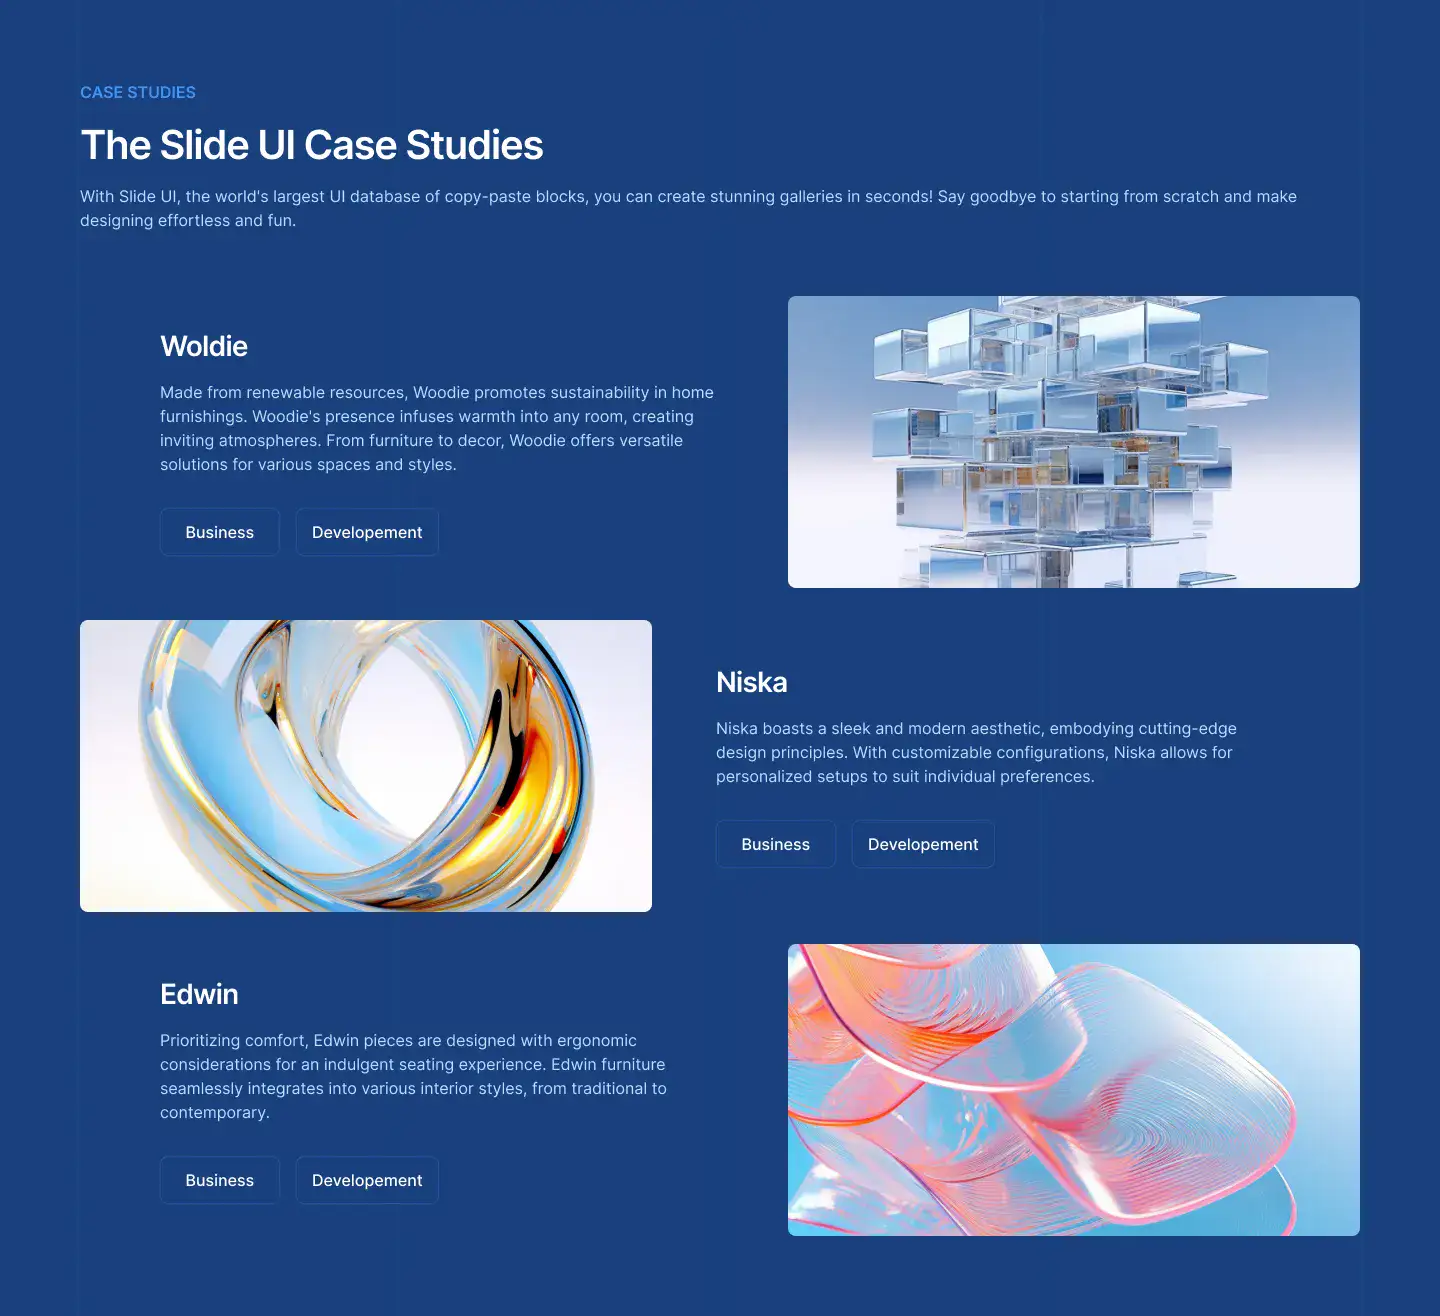 CASE STUDIES
The Slide UI Case Studies
With Slide UI, the world's largest UI database of copy-paste blocks, you can create stunning galleries in seconds! Say goodbye to starting from scratch and make
designing effortless and fun.
Woldie
Made from renewable resources, Woodie promotes sustainability in home
furnishings. Woodie's presence infuses warmth into any room, creating
inviting atmospheres. From furniture to decor, Woodie offers versatile
solutions for various spaces and styles.
Business
Developement
Niska
Niska boasts a sleek and modern aesthetic, embodying cutting-edge
design principles. With customizable configurations, Niska allows for
personalized setups to suit individual preferences.
Business
Developement
Edwin
Prioritizing comfort, Edwin pieces are designed with ergonomic
considerations for an indulgent seating experience. Edwin furniture
seamlessly integrates into various interior styles, from traditional to
contemporary.
Business
Developement